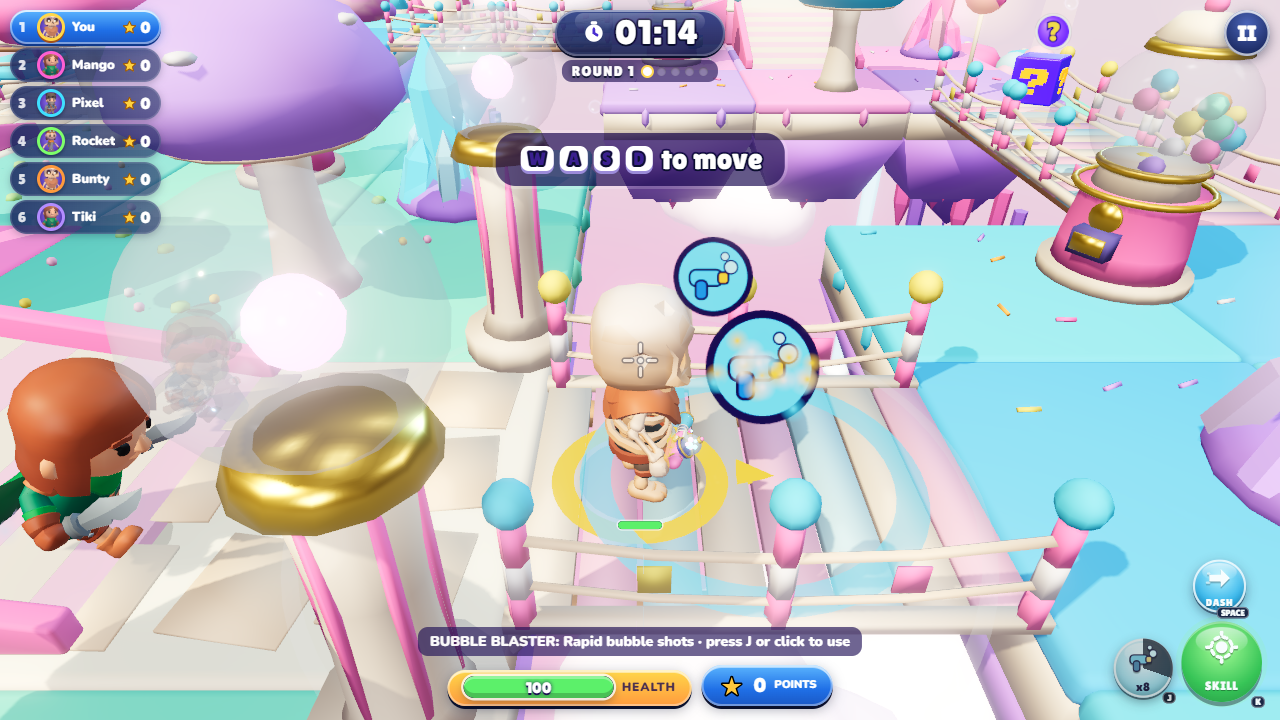 1 You 0
2 Mango 0
3 Pixel 0
4 Rocket 0
5 Bunty 0
6 Tiki 0
01:14
ROUND 1
W A S D to move
?
?
DASH
SPACE
x8
J
SKILL
K
BUBBLE BLASTER: Rapid bubble shots · press J or click to use
100 HEALTH
0 POINTS